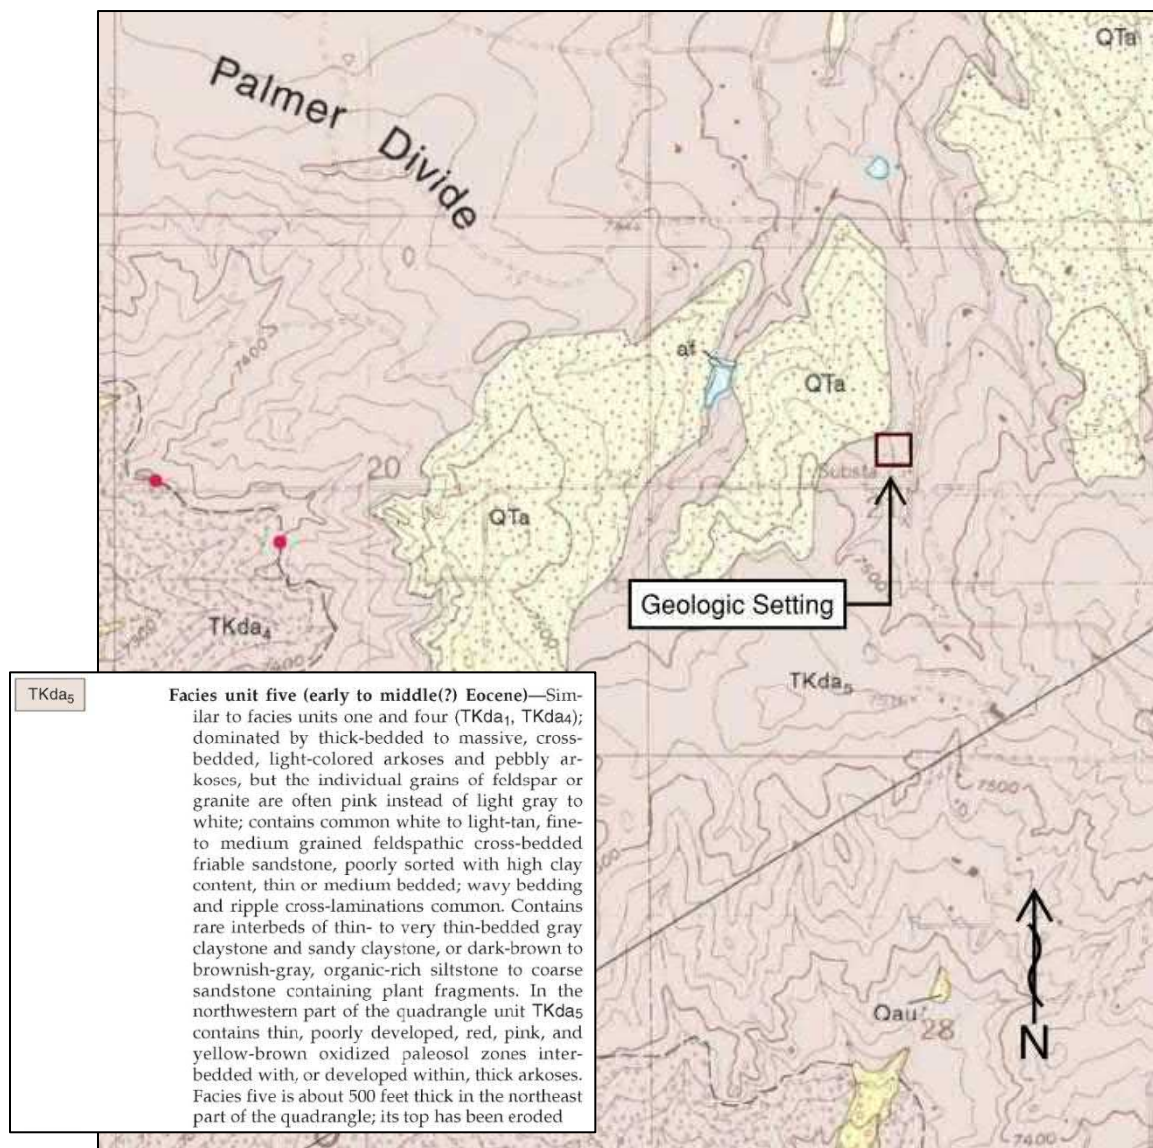 QTa
Palmer
Divide
7400
af
QTa
20
Substa
QTa
7500
Geologic Setting
TKda4
7400
TKda5
TKda5
Facies unit five (early to middle(?) Eocene)—Sim-
ilar to facies units one and four (TKda1, TKda4);
dominated by thick-bedded to massive, cross-
bedded, light-colored arkoses and pebbly ar-
koses, but the individual grains of feldspar or
granite are often pink instead of light gray to
white; contains common white to light-tan, fine-
to medium grained feldspathic cross-bedded
friable sandstone, poorly sorted with high clay
content, thin or medium bedded; wavy bedding
and ripple cross-laminations common. Contains
rare interbeds of thin- to very thin-bedded gray
claystone and sandy claystone, or dark-brown to
brownish-gray, organic-rich siltstone to coarse
sandstone containing plant fragments. In the
northwestern part of the quadrangle unit TKda5
contains thin, poorly developed, red, pink, and
yellow-brown oxidized paleosol zones inter-
bedded with, or developed within, thick arkoses.
Facies five is about 500 feet thick in the northeast
part of the quadrangle; its top has been eroded
7500
Qau
28
N
7400